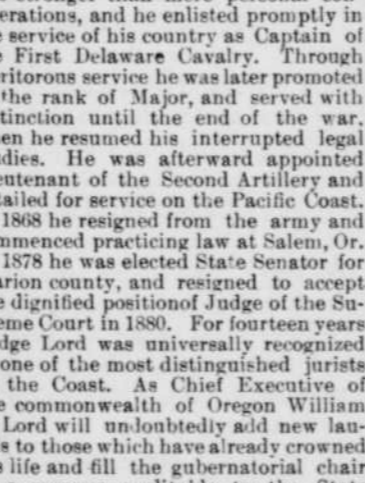 erations, and he enlisted promptly in
service of his country as Captain of
First Delaware Cavalry. Through
ritorous service he was later promoted
the rank of Major, and served with
tinction until the end of the war,
en he resumed his interrupted legal
dies. He was afterward appointed
eutenant of the Second Artillery and
tailed for service on the Pacific Coast.
1868 he resigned from the army and
mmenced practicing law at Salem, Or.
1878 he was elected State Senator for
arion county, and resigned to accept
e dignified positionof Judge of the Su-
eme Court in 1880. For fourteen years
dge Lord was universally recognized
one of the most distinguished jurists
the Coast. As Chief Executive of
e commonwealth of Oregon William
Lord will undoubtedly add new lau-
s to those which have already crowned
s life and fill the gubernatorial chair